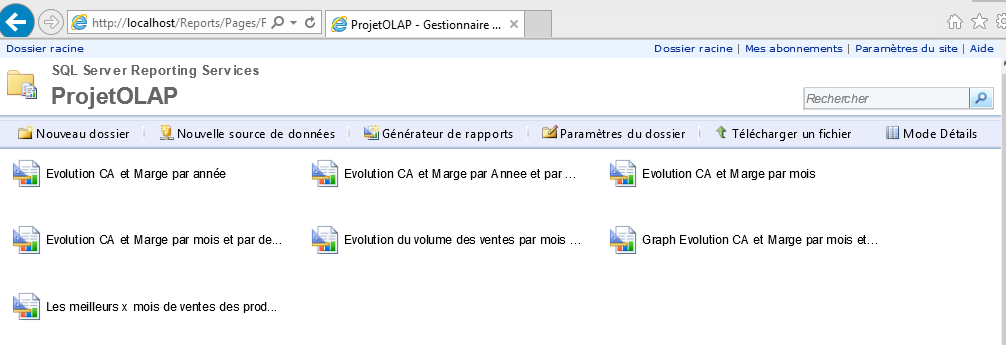 http://localhost/Reports/Pages/F
ProjetOLAP - Gestionnaire ...
Dossier racine
Dossier racine | Mes abonnements | Paramètres du site | Aide
SQL Server Reporting Services
ProjetOLAP
Rechercher
Nouveau dossier | Nouvelle source de données | Générateur de rapports | Paramètres du dossier | Télécharger un fichier | Mode Détails
Evolution CA et Marge par année
Evolution CA et Marge par Annee et par ...
Evolution CA et Marge par mois
Evolution CA et Marge par mois et par de...
Evolution du volume des ventes par mois ...
Graph Evolution CA et Marge par mois et...
Les meilleurs x mois de ventes des prod...